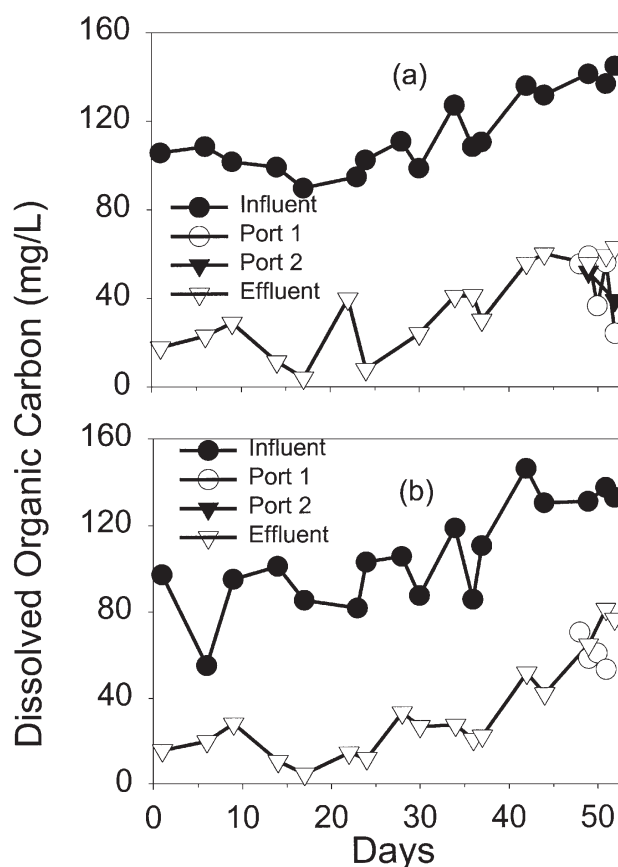 160
(a)
120
Influent
80
Port 1
Port 2
40
Effluent
0
160
Influent
Port 1
(b)
120
Port 2
Effluent
80
40
0
0 10 20 30 40 50
Days
Dissolved Organic Carbon (mg/L)